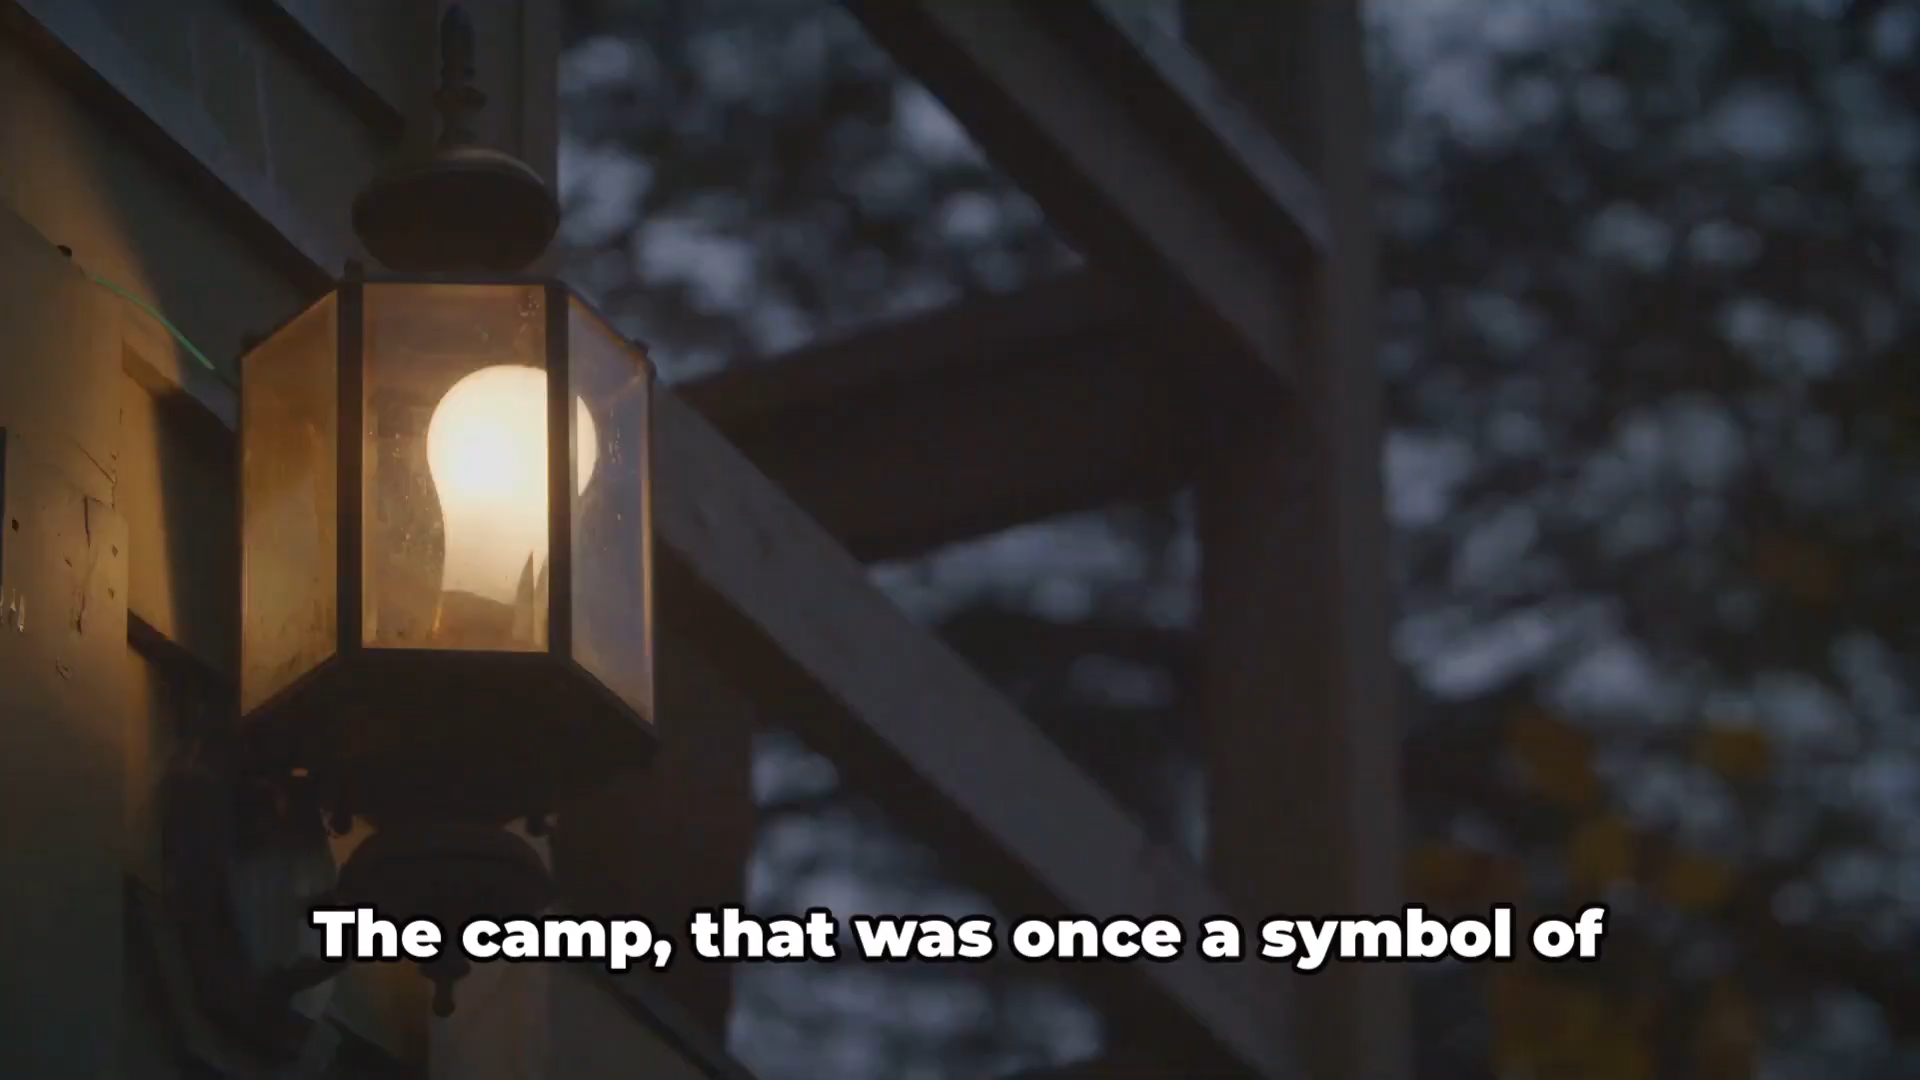 The camp, that was once a symbol of